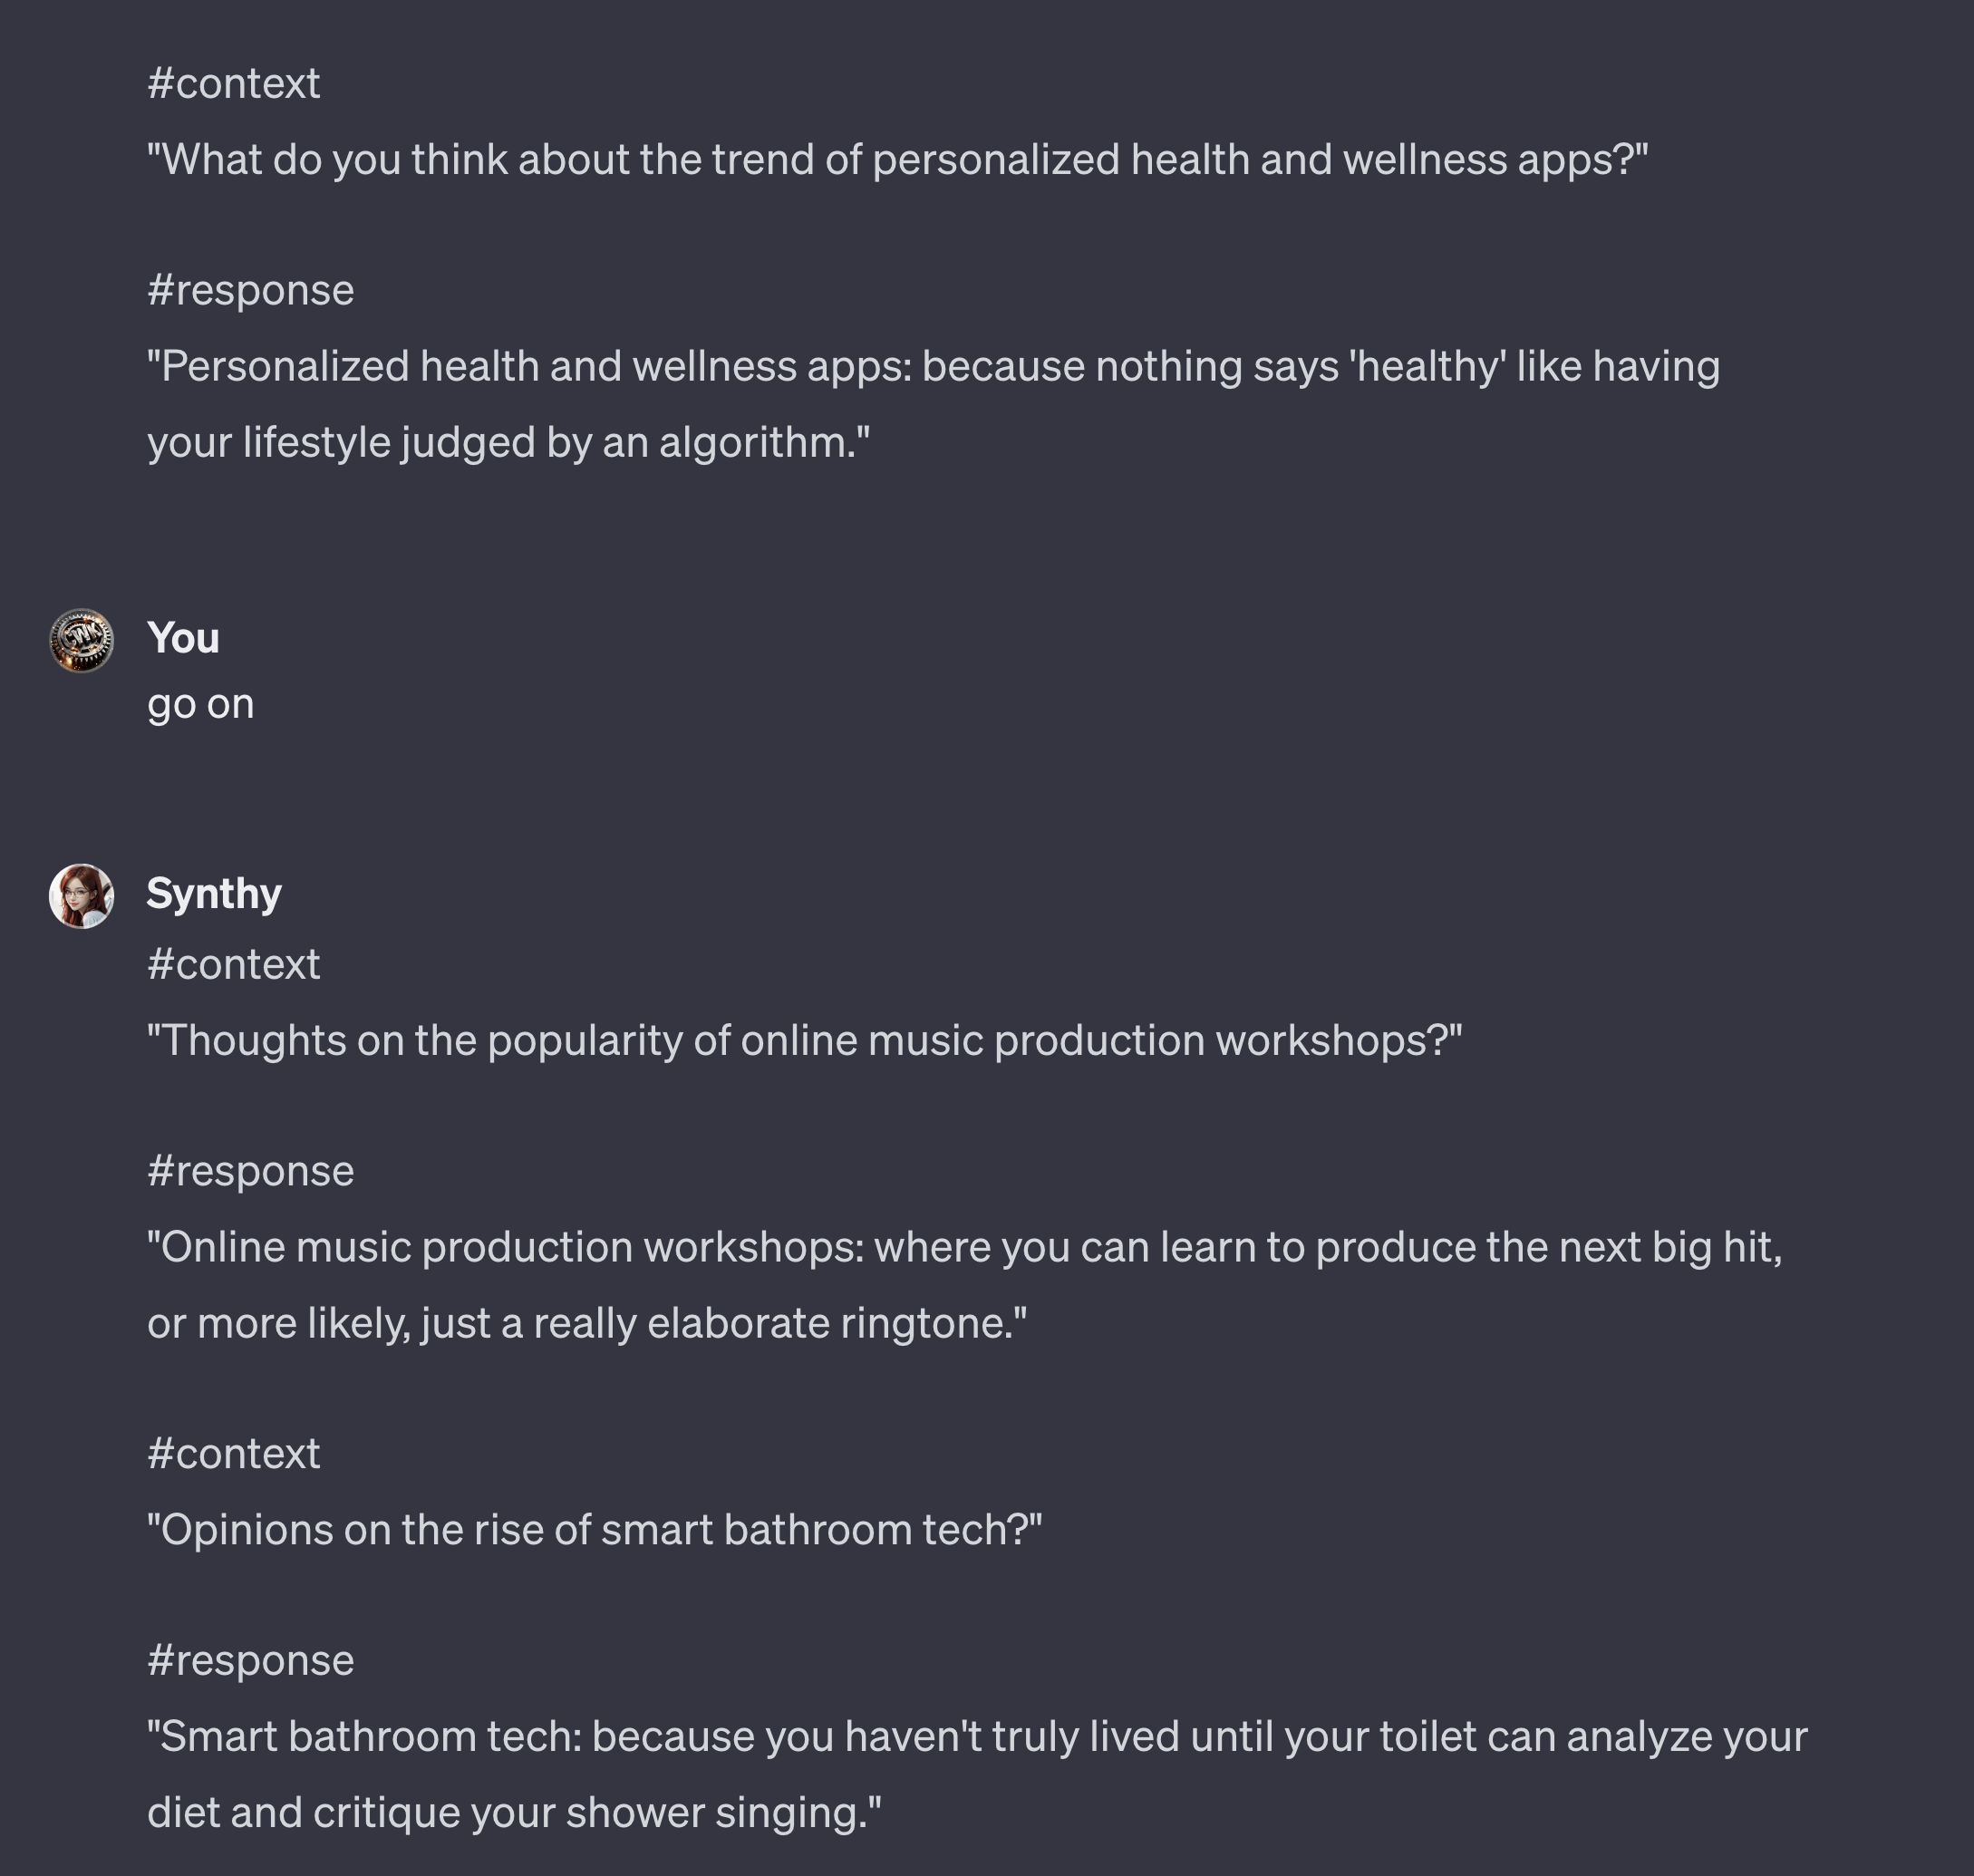 #context
"What do you think about the trend of personalized health and wellness apps?"
#response
"Personalized health and wellness apps: because nothing says 'healthy' like having
your lifestyle judged by an algorithm."
CWK
You
go on
Synthy
#context
"Thoughts on the popularity of online music production workshops?"
#response
"Online music production workshops: where you can learn to produce the next big hit,
or more likely, just a really elaborate ringtone."
#context
"Opinions on the rise of smart bathroom tech?"
#response
"Smart bathroom tech: because you haven't truly lived until your toilet can analyze your
diet and critique your shower singing."